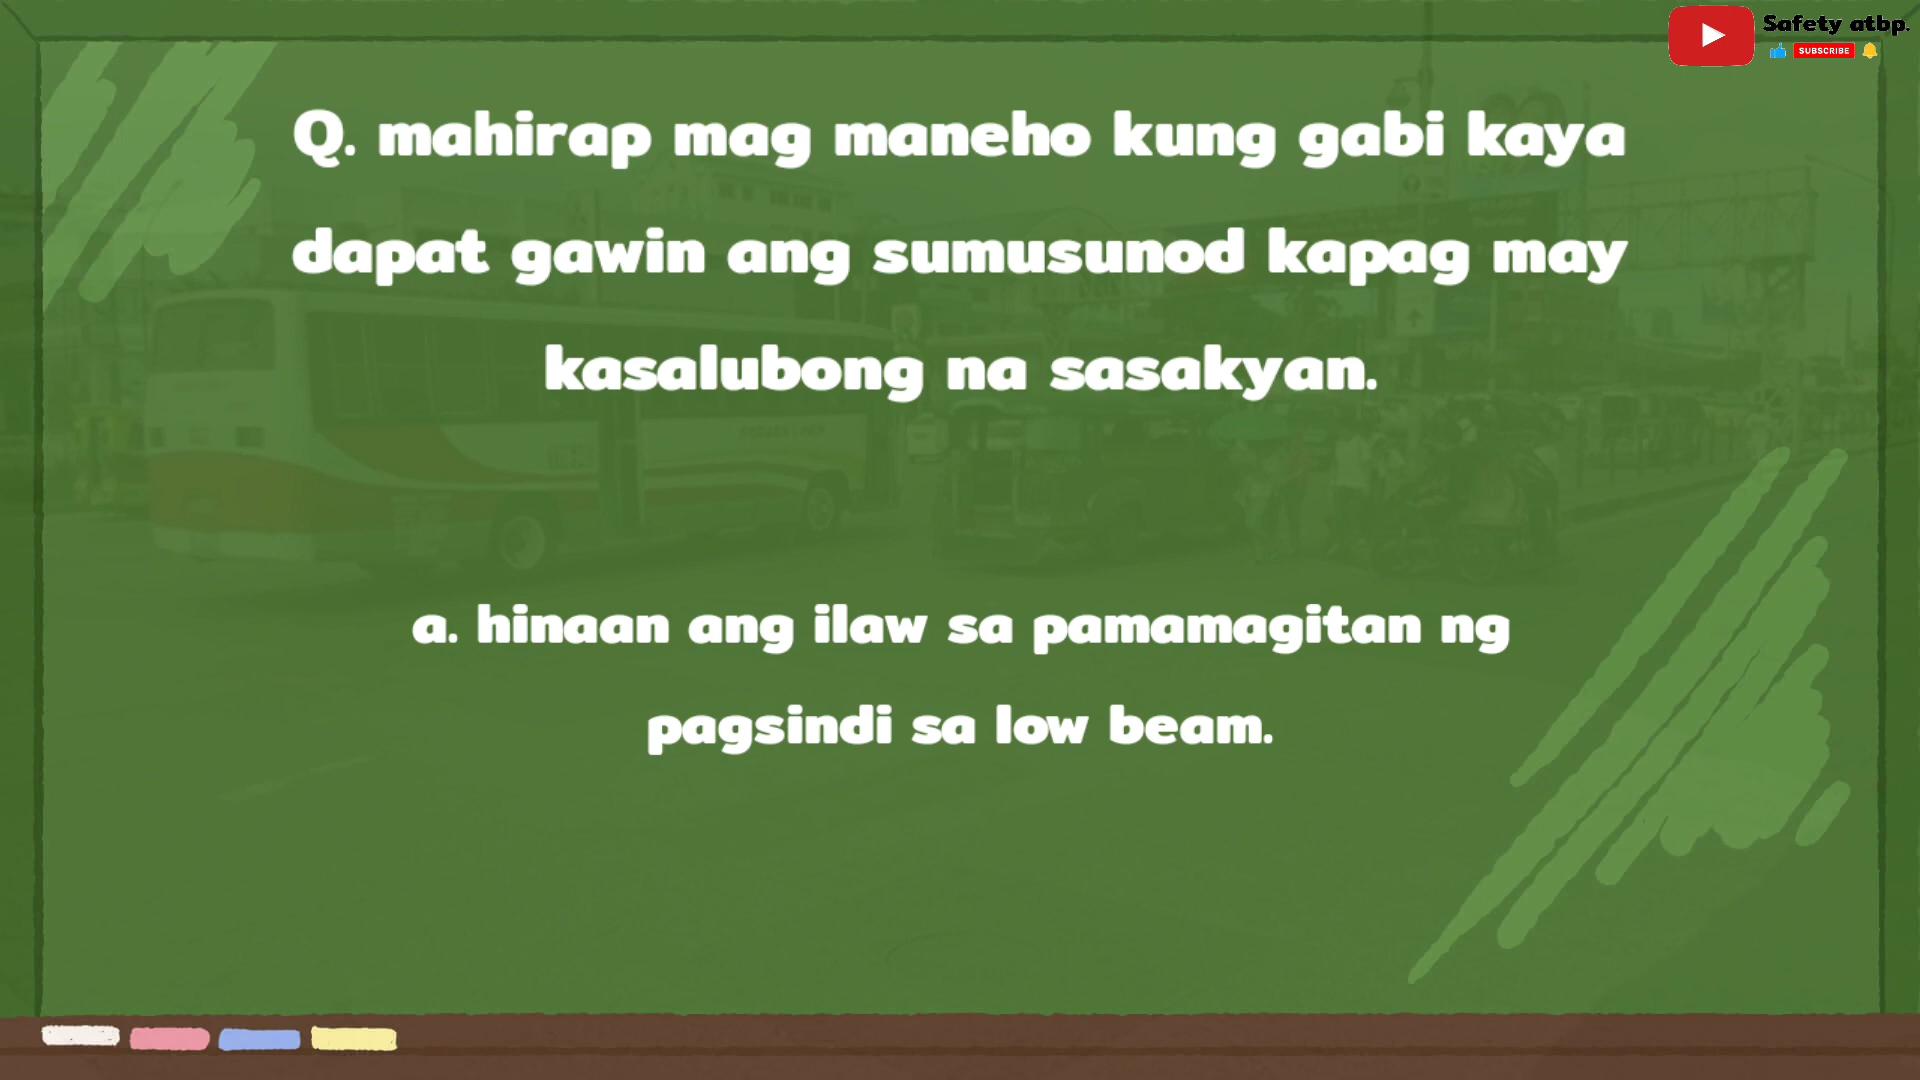 Safety atbp.
SUBSCRIBE
Q. mahirap mag maneho kung gabi kaya
dapat gawin ang sumusunod kapag may
kasalubong na sasakyan.
a. hinaan ang ilaw sa pamamagitan ng
pagsindi sa low beam.